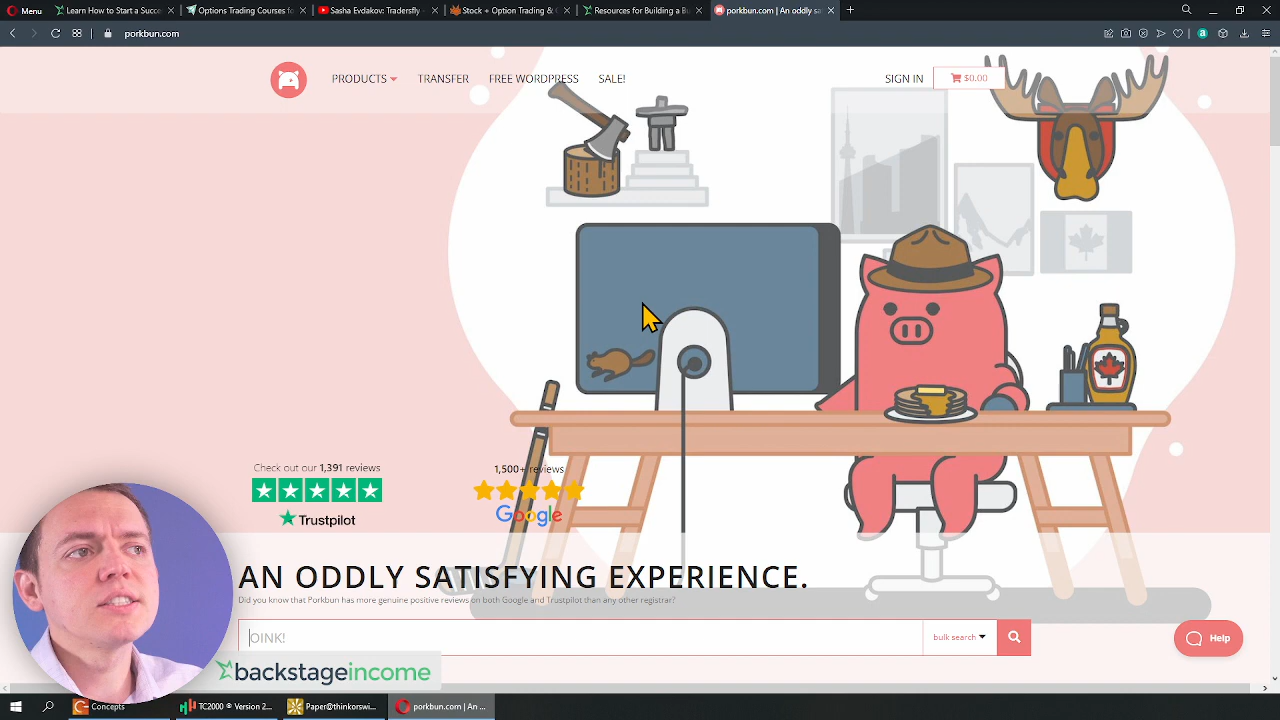 Menu
Learn How to Start a Succe
Options Trading Courses fo
Sasha Evdakov: Tradersfly -
Stock + Option Trading &
Resources for Building a Bu
porkbun.com | An oddly sa
porkbun.com
PRODUCTS
TRANSFER
FREE WORDPRESS
SALE!
SIGN IN
$0.00
Check out our 1,391 reviews
Trustpilot
1,500+ reviews
Google
AN ODDLY SATISFYING EXPERIENCE.
Did you know that Porkbun has more genuine positive reviews on both Google and Trustpilot than any other registrar?
OINK!
bulk search
Help
backstageincome
Concepts
TC2000 ® Version 2...
Paper@thinkorswi...
porkbun.com | An ...